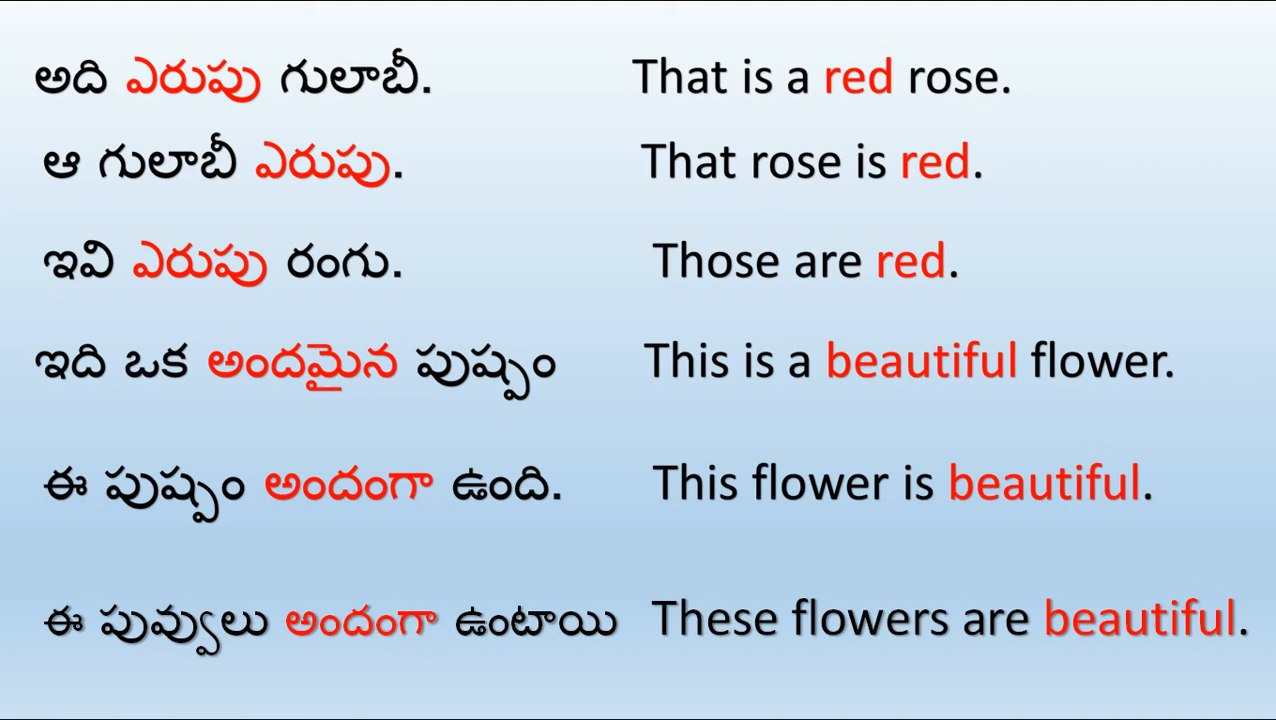 అది ఎరుపు గులాబీ. That is a red rose.
ఆ గులాబీ ఎరుపు. That rose is red.
ఇవి ఎరుపు రంగు. Those are red.
ఇది ఒక అందమైన పుష్పం This is a beautiful flower.
ఈ పుష్పం అందంగా ఉంది. This flower is beautiful.
ఈ పువ్వులు అందంగా ఉంటాయి These flowers are beautiful.